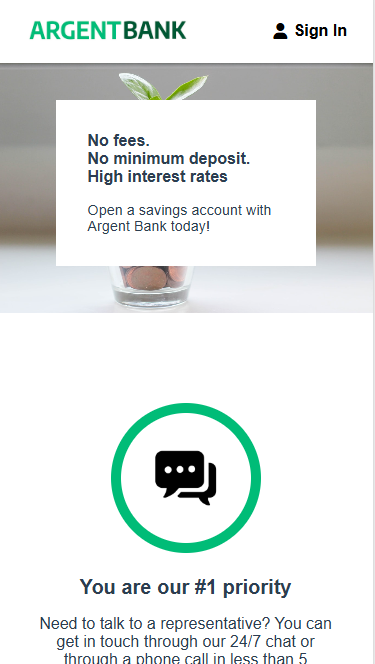 ARGENTBANK
Sign In
No fees.
No minimum deposit.
High interest rates
Open a savings account with
Argent Bank today!
You are our #1 priority
Need to talk to a representative? You can
get in touch through our 24/7 chat or
through a phone call in less than 5